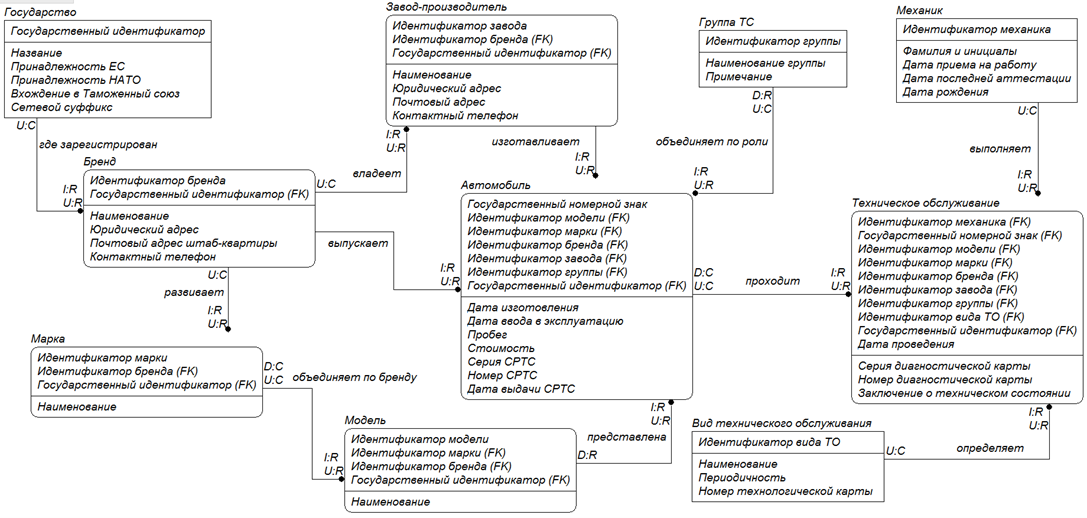 Государство
Государственный идентификатор
Название
Принадлежность ЕС
Принадлежность НАТО
Вхождение в Таможенный союз
Сетевой суффикс
U:C
где зарегистрирован
I:R
U:R
Завод-производитель
Идентификатор завода
Идентификатор бренда (FK)
Государственный идентификатор (FK)
Наименование
Юридический адрес
Почтовый адрес
Контактный телефон
I:R
U:R
владеет
U:C
изготавливает
I:R
U:R
Группа ТС
Идентификатор группы
Наименование группы
Примечание
D:R
U:C
объединяет по роли
I:R
U:R
Механик
Идентификатор механика
Фамилия и инициалы
Дата приема на работу
Дата последней аттестации
Дата рождения
U:C
выполняет
I:R
U:R
Бренд
Идентификатор бренда
Государственный идентификатор (FK)
Наименование
Юридический адрес
Почтовый адрес штаб-квартиры
Контактный телефон
U:C
развивает
I:R
U:R
выпускает
I:R
U:R
Автомобиль
Государственный номерной знак
Идентификатор модели (FK)
Идентификатор марки (FK)
Идентификатор бренда (FK)
Идентификатор завода (FK)
Идентификатор группы (FK)
Государственный идентификатор (FK)
Дата изготовления
Дата ввода в эксплуатацию
Пробег
Стоимость
Серия СРТС
Номер СРТС
Дата выдачи СРТС
D:C
U:C
проходит
I:R
U:R
Техническое обслуживание
Идентификатор механика (FK)
Государственный номерной знак (FK)
Идентификатор модели (FK)
Идентификатор марки (FK)
Идентификатор бренда (FK)
Идентификатор завода (FK)
Идентификатор группы (FK)
Идентификатор вида ТО (FK)
Государственный идентификатор (FK)
Дата проведения
Серия диагностической карты
Номер диагностической карты
Заключение о техническом состоянии
Марка
Идентификатор марки
Идентификатор бренда (FK)
Государственный идентификатор (FK)
Наименование
D:C
U:C
объединяет по бренду
I:R
U:R
Модель
Идентификатор модели
Идентификатор марки (FK)
Идентификатор бренда (FK)
Государственный идентификатор (FK)
Наименование
D:R
представлена
I:R
U:R
Вид технического обслуживания
Идентификатор вида ТО
Наименование
Периодичность
Номер технологической карты
U:C
определяет
I:R
U:R